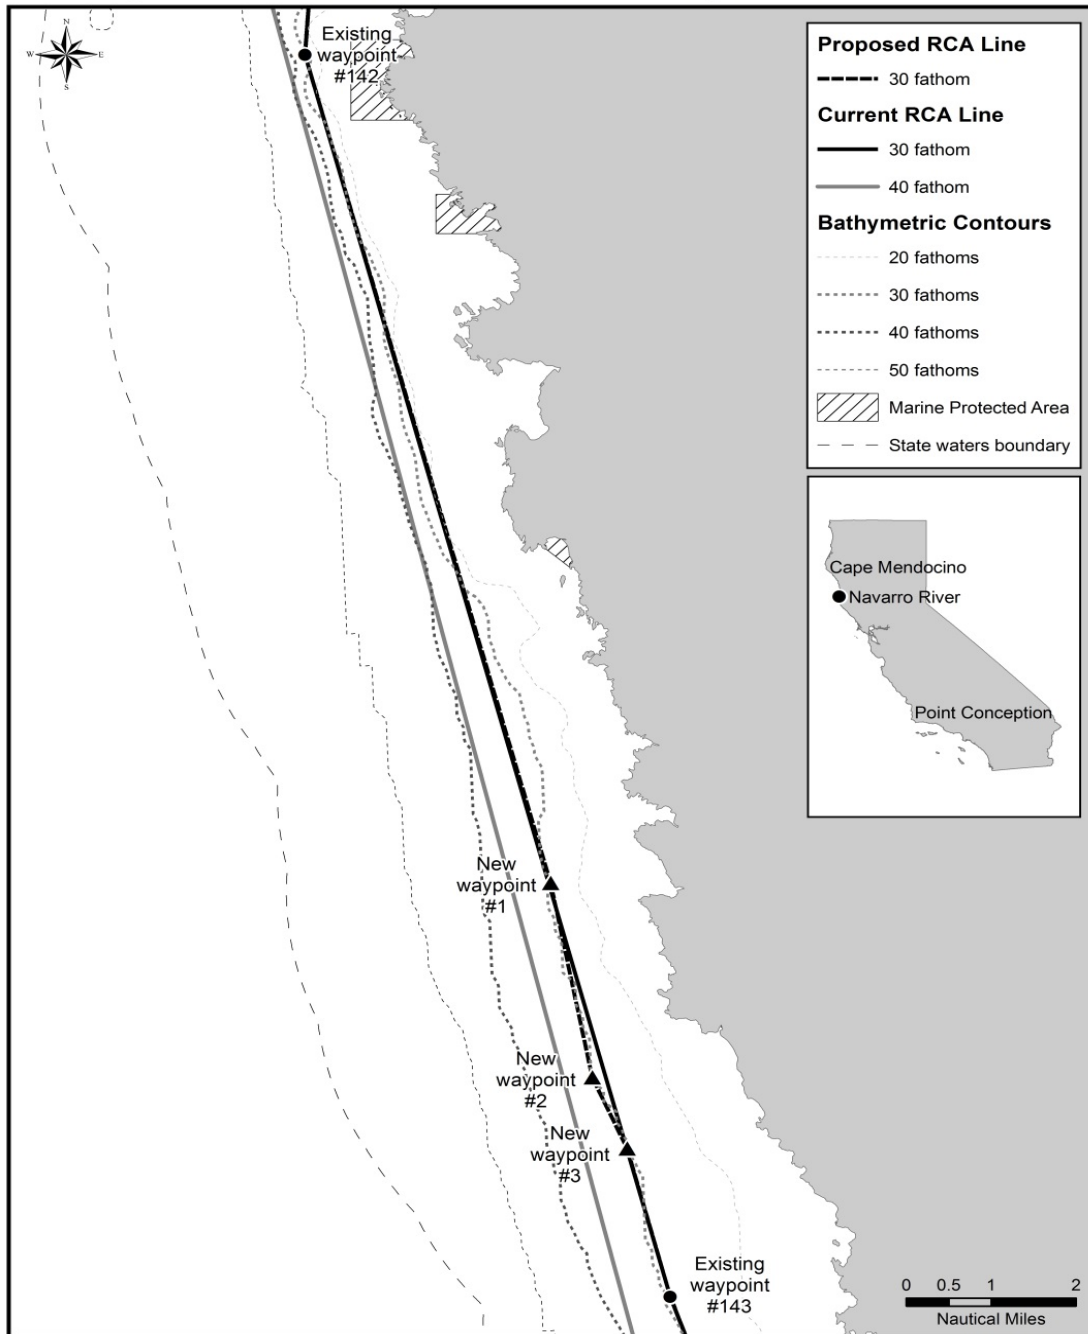 N
W
E
S
Existing
waypoint
#142
New
waypoint
#1
New
waypoint
#2
New
waypoint
#3
Existing
waypoint
#143
Proposed RCA Line
30 fathom
Current RCA Line
30 fathom
40 fathom
Bathymetric Contours
20 fathoms
30 fathoms
40 fathoms
50 fathoms
Marine Protected Area
State waters boundary
Cape Mendocino
Navarro River
Point Conception
0 0.5 1 2
Nautical Miles